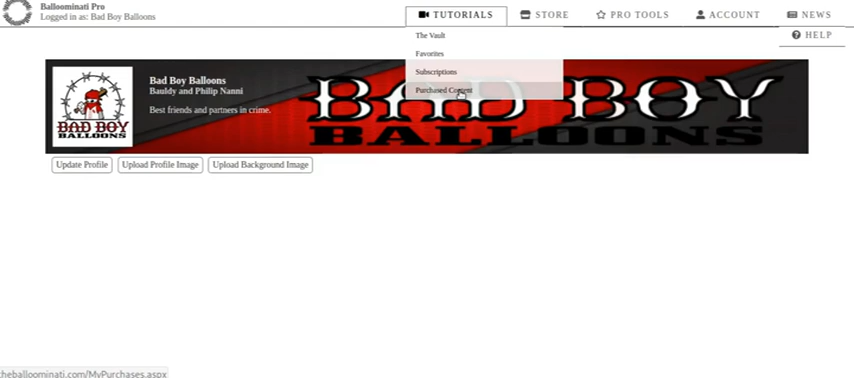 Balloominati Pro
Logged in as: Bad Boy Balloons
TUTORIALS
STORE
PRO TOOLS
ACCOUNT
NEWS
HELP
The Vault
Favorites
Subscriptions
Purchased Content
Bad Boy Balloons
Bauldy and Philip Nanni
Best friends and partners in crime.
BAD BOY
BALLOONS
BAD BOY
BALLOONS
Update Profile
Upload Profile Image
Upload Background Image
theballoominati.com/MyPurchases.aspx